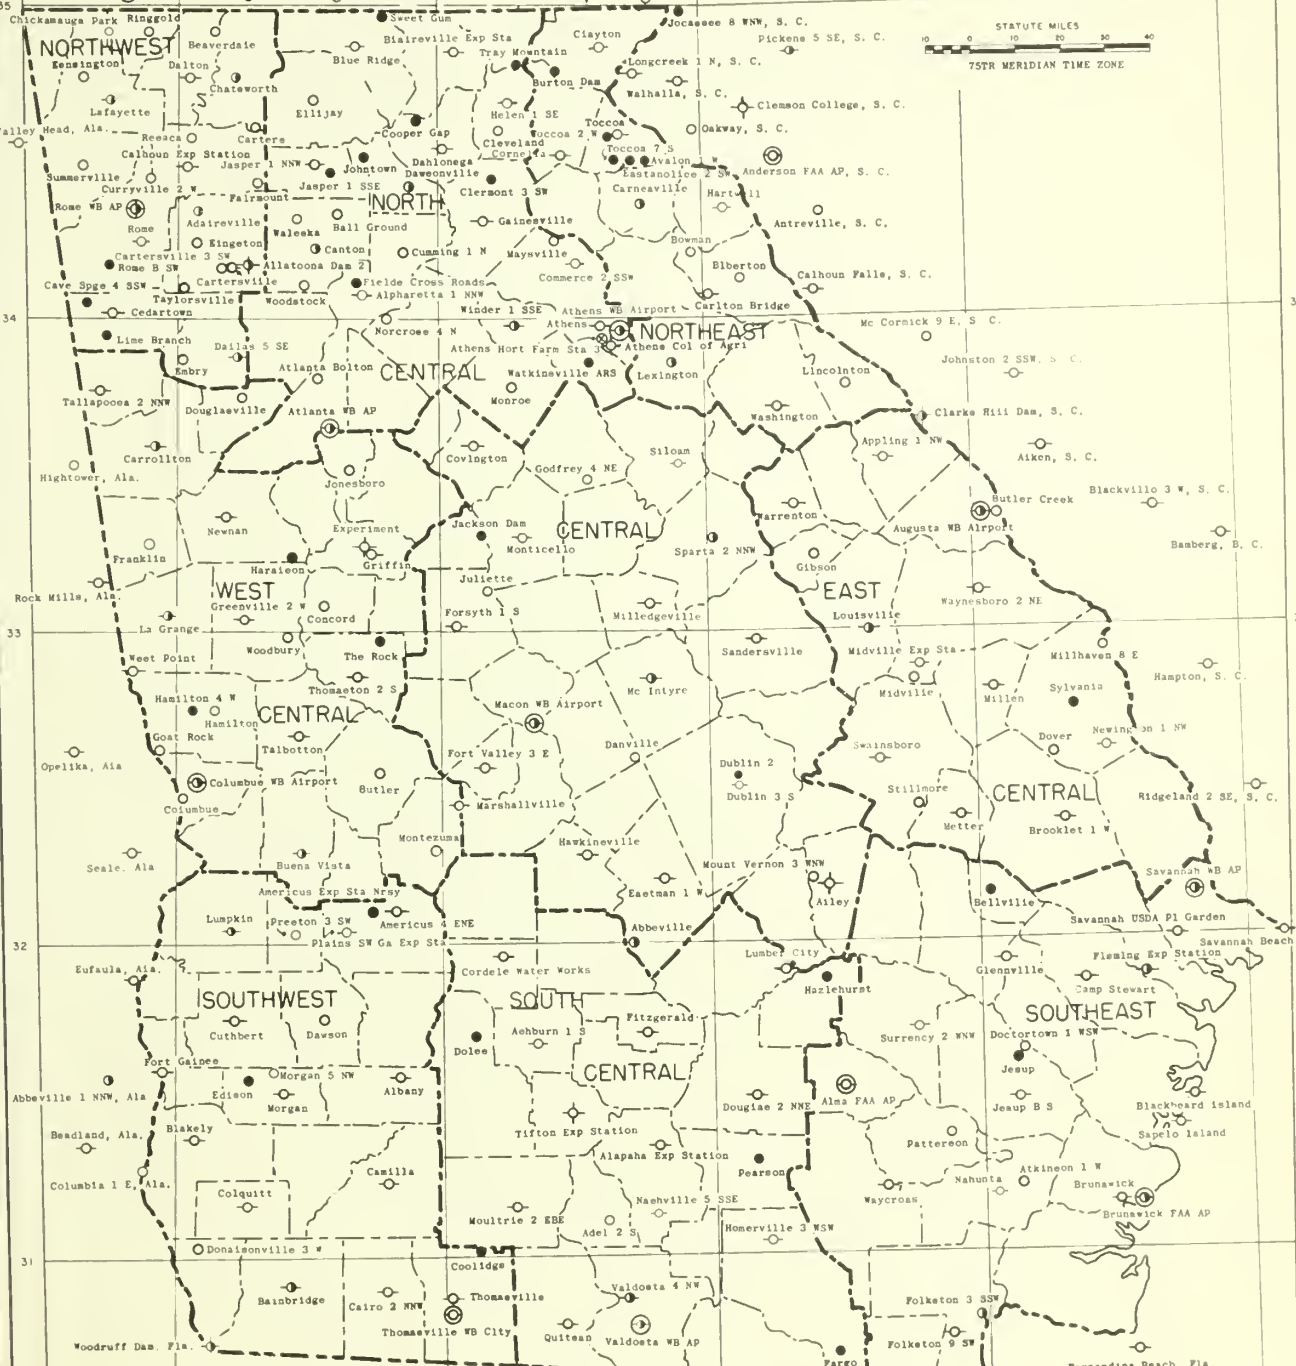 35
Chickamauga Park Ringgold
Sweet Gum
Jocassee 8 WNW, S. C.
STATUTE MILES
10 0 10 20 30 40
75TR MERIDIAN TIME ZONE
NORTHWEST
Beaverdale
Blaireville Exp Sta
Clayton
Pickens 5 SE, S. C.
Kensington
Dalton
Blue Ridge
Tray Mountain
Longcreek 1 N, S. C.
Chatsworth
Burton Dam
Walhalla, S. C.
Lafayette
Ellijay
Helen 1 SE
Clemson College, S. C.
Valley Head, Ala.
Resaca
Carters
Cooper Gap
Toccoa
Toccoa 2 W
Oakway, S. C.
Calhoun Exp Station
Jasper 1 NNW
Johntown
Dahlonega
Cleveland
Cornelia
Toccoa 7 S
Avalon 1 W
Summerville
Curryville 2 W
Jasper 1 SSE
Dawsonville
Clermont 3 SW
Eastanolice 2 SW
Anderson FAA AP, S. C.
Rome WB AP
Fairmount
NORTH
Carnesville
Hartwell
Adairsville
Waleska
Ball Ground
Gainesville
Antreville, S. C.
Rome
Kingston
Canton
Cumming 1 N
Maysville
Bowman
Cartersville 3 SW
Rome 8 SW
Allatoona Dam 2
Commerce 2 SSW
Elberton
Calhoun Falls, S. C.
Cave Spgs 4 SSW
Cartersville
Fielde Cross Roads
Taylorsville
Woodstock
Alpharetta 1 NNW
Carlton Bridge
Cedartown
Winder 1 SSE
Athens WB Airport
34
Norcross 4 N
Athens
NORTHEAST
Mc Cormick 9 E, S C.
Lime Branch
Dallas 5 SE
Athens Hort Farm Sta 3
Athens Col of Agri
Johnston 2 SSW, S C.
Embry
Atlanta Bolton
CENTRAL
Watkinsville ARS
Lexington
Lincolnton
Tallapoosa 2 NNW
Douglasville
Atlanta WB AP
Monroe
Washington
Clarke Hill Dam, S. C.
Carrollton
Covington
Siloam
Appling 1 NW
Aiken, S. C.
Hightower, Ala.
Jonesboro
Godfrey 4 NE
Blackville 3 W, S. C.
Newnan
Experiment
Jackson Dam
CENTRAL
Warrenton
Butler Creek
Augusta WB Airport
Franklin
Haralson
Griffin
Monticello
Sparta 2 NNW
Gibson
Bamberg, S. C.
Rock Mills, Ala.
WEST
Juliette
EAST
Greenville 2 W
Concord
Forsyth 1 S
Milledgeville
Louisville
Waynesboro 2 NE
La Grange
33
Woodbury
The Rock
Sandersville
Midville Exp Sta
Millhaven 8 E
West Point
Thomaston 2 S
Mc Intyre
Midville
Millen
Sylvania
Hampton, S. C.
Hamilton 4 W
Hamilton
CENTRAL
Macon WB Airport
Goat Rock
Talbotton
Fort Valley 3 E
Danville
Swainsboro
Dover
Newington 1 NW
Opelika, Ala
Columbus WB Airport
Butler
Dublin 2
Dublin 3 S
Stillmore
CENTRAL
Ridgeland 2 SE, S. C.
Columbus
Marshallville
Metter
Brooklet 1 W
Seale. Ala
Buena Vista
Montezuma
Hawkinsville
Mount Vernon 3 WNW
Savannah WB AP
Americus Exp Sta Nrsy
Eastman 1 W
Ailey
Bellville
Lumpkin
Preston 3 SW
Americus 4 ENE
Abbeville
Savannah USDA Pl Garden
Plains SW Ga Exp Sta
32
Savannah Beach
Eufaula, Ala.
Cordele Water Works
Lumber City
Glennville
Fleming Exp Station
Hazlehurst
Camp Stewart
SOUTHWEST
SOUTH
SOUTHEAST
Cuthbert
Dawson
Ashburn 1 S
Fitzgerald
Surrency 2 WNW
Doctortown 1 WSW
Doles
Fort Gaines
Morgan 5 NW
CENTRAL
Jesup
Abbeville 1 NNW, Ala
Edison
Morgan
Albany
Douglas 2 NNE
Alma FAA AP
Jesup 8 S
Blackbeard Island
Headland, Ala.
Blakely
Tifton Exp Station
Patterson
Sapelo Island
Columbia 1 E, Ala.
Camilla
Alapaha Exp Station
Pearson
Waycross
Nahunta
Atkinson 1 W
Brunswick
Colquitt
Moultrie 2 ESE
Nashville 5 SSE
Brunswick FAA AP
Donalsonville 3 W
Adel 2 S
Homerville 3 WSW
31
Coolidge
Bainbridge
Cairo 2 NNW
Thomasville
Valdosta 4 NW
Folkston 3 SSW
Woodruff Dam. Fla.
Thomasville WB City
Quitman
Valdosta WB AP
Folkston 9 SW
Fargo